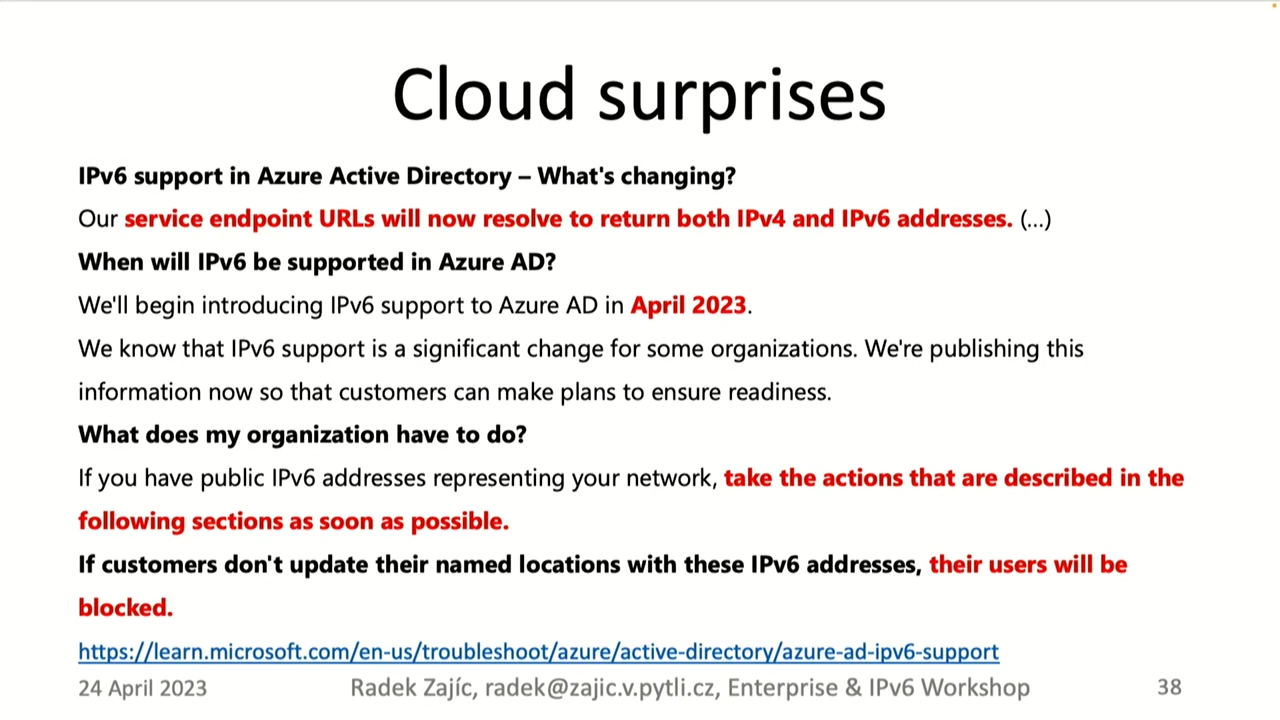 Cloud surprises
IPv6 support in Azure Active Directory – What's changing?
Our service endpoint URLs will now resolve to return both IPv4 and IPv6 addresses. (...)
When will IPv6 be supported in Azure AD?
We'll begin introducing IPv6 support to Azure AD in April 2023.
We know that IPv6 support is a significant change for some organizations. We're publishing this
information now so that customers can make plans to ensure readiness.
What does my organization have to do?
If you have public IPv6 addresses representing your network, take the actions that are described in the
following sections as soon as possible.
If customers don't update their named locations with these IPv6 addresses, their users will be
blocked.
https://learn.microsoft.com/en-us/troubleshoot/azure/active-directory/azure-ad-ipv6-support
24 April 2023 Radek Zajíc, radek@zajic.v.pytli.cz, Enterprise & IPv6 Workshop 38